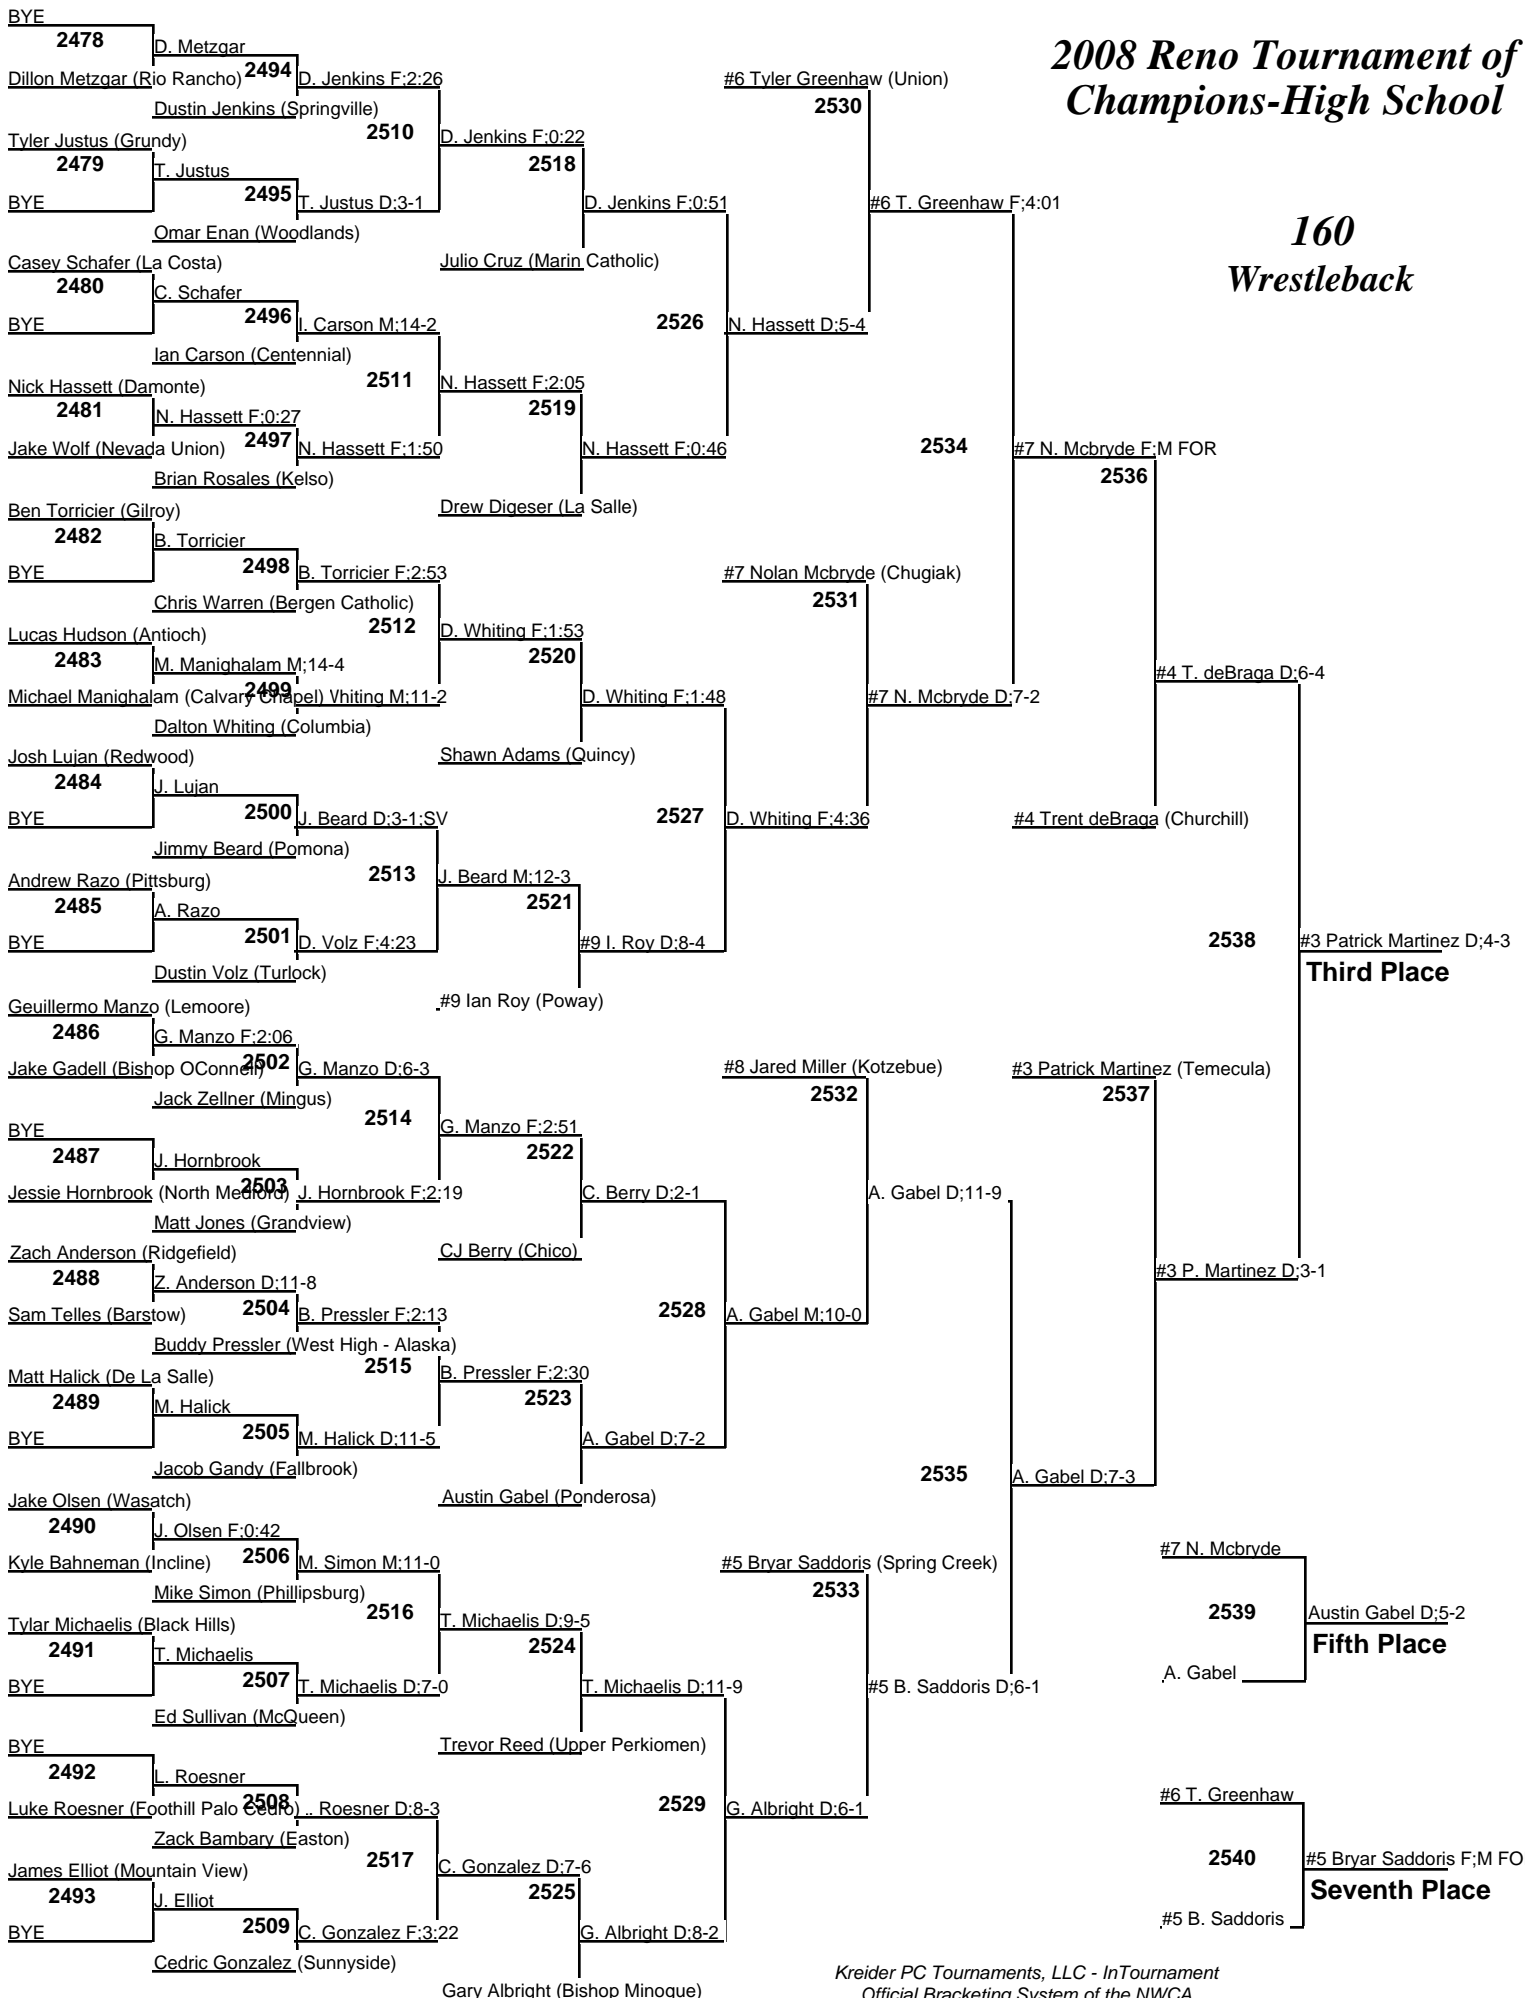 2008 Reno Tournament of
Champions-High School
160
Wrestleback
BYE
2478
D. Metzgar
Dillon Metzgar (Rio Rancho)
2494
D. Jenkins F;2:26
Dustin Jenkins (Springville)
2510
D. Jenkins F;0:22
Tyler Justus (Grundy)
2479
T. Justus
BYE
2495
T. Justus D;3-1
Omar Enan (Woodlands)
2518
D. Jenkins F;0:51
Julio Cruz (Marin Catholic)
Casey Schafer (La Costa)
2480
C. Schafer
BYE
2496
I. Carson M;14-2
Ian Carson (Centennial)
2511
N. Hassett F;2:05
Nick Hassett (Damonte)
2481
N. Hassett F;0:27
Jake Wolf (Nevada Union)
2497
N. Hassett F;1:50
Brian Rosales (Kelso)
2519
N. Hassett F;0:46
Drew Digeser (La Salle)
2526
N. Hassett D;5-4
#6 Tyler Greenhaw (Union)
2530
#6 T. Greenhaw F;4:01
Ben Torricier (Gilroy)
2482
B. Torricier
BYE
2498
B. Torricier F;2:53
Chris Warren (Bergen Catholic)
2512
D. Whiting F;1:53
Lucas Hudson (Antioch)
2483
M. Manighalam M;14-4
Michael Manighalam (Calvary Chapel)
2499
Whiting M;11-2
Dalton Whiting (Columbia)
2520
D. Whiting F;1:48
Shawn Adams (Quincy)
Josh Lujan (Redwood)
2484
J. Lujan
BYE
2500
J. Beard D;3-1;SV
Jimmy Beard (Pomona)
2513
J. Beard M;12-3
Andrew Razo (Pittsburg)
2485
A. Razo
BYE
2501
D. Volz F;4:23
Dustin Volz (Turlock)
2521
#9 I. Roy D;8-4
#9 Ian Roy (Poway)
2527
D. Whiting F;4:36
#7 Nolan Mcbryde (Chugiak)
2531
#7 N. Mcbryde D;7-2
2534
#7 N. Mcbryde F;M FOR
2536
#4 T. deBraga D;6-4
#4 Trent deBraga (Churchill)
2538
#3 Patrick Martinez D;4-3
Third Place
Geuillermo Manzo (Lemoore)
2486
G. Manzo F;2:06
Jake Gadell (Bishop OConnell)
2502
G. Manzo D;6-3
Jack Zellner (Mingus)
2514
G. Manzo F;2:51
BYE
2487
J. Hornbrook
Jessie Hornbrook (North Medford)
2503
J. Hornbrook F;2:19
Matt Jones (Grandview)
2522
C. Berry D;2-1
CJ Berry (Chico)
Zach Anderson (Ridgefield)
2488
Z. Anderson D;11-8
Sam Telles (Barstow)
2504
B. Pressler F;2:13
Buddy Pressler (West High - Alaska)
2515
B. Pressler F;2:30
Matt Halick (De La Salle)
2489
M. Halick
BYE
2505
M. Halick D;11-5
Jacob Gandy (Fallbrook)
2523
A. Gabel D;7-2
Austin Gabel (Ponderosa)
2528
A. Gabel M;10-0
#8 Jared Miller (Kotzebue)
2532
A. Gabel D;11-9
#3 Patrick Martinez (Temecula)
2537
#3 P. Martinez D;3-1
Jake Olsen (Wasatch)
2490
J. Olsen F;0:42
Kyle Bahneman (Incline)
2506
M. Simon M;11-0
Mike Simon (Phillipsburg)
2516
T. Michaelis D;9-5
Tylar Michaelis (Black Hills)
2491
T. Michaelis
BYE
2507
T. Michaelis D;7-0
Ed Sullivan (McQueen)
2524
T. Michaelis D;11-9
Trevor Reed (Upper Perkiomen)
BYE
2492
L. Roesner
Luke Roesner (Foothill Palo Cedro)
2508
.. Roesner D;8-3
Zack Bambary (Easton)
2517
C. Gonzalez D;7-6
James Elliot (Mountain View)
2493
J. Elliot
BYE
2509
C. Gonzalez F;3:22
Cedric Gonzalez (Sunnyside)
2525
G. Albright D;8-2
Gary Albright (Bishop Minogue)
2529
G. Albright D;6-1
#5 Bryar Saddoris (Spring Creek)
2533
#5 B. Saddoris D;6-1
2535
A. Gabel D;7-3
#7 N. Mcbryde
2539
Austin Gabel D;5-2
Fifth Place
A. Gabel
#6 T. Greenhaw
2540
#5 Bryar Saddoris F;M FO
Seventh Place
#5 B. Saddoris
Kreider PC Tournaments, LLC - InTournament
Official Bracketing System of the NWCA